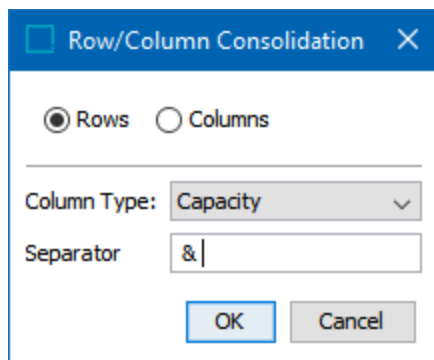 Row/Column Consolidation
Rows Columns
Column Type: Capacity
Separator &
OK Cancel